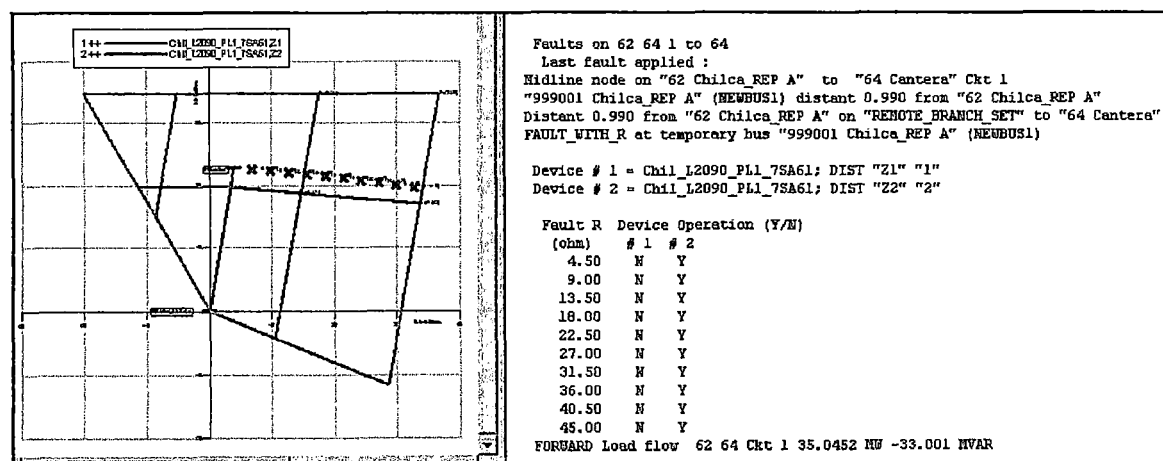 1 ++ Chil_L2090_PL1_7SA61;Z1
2 ++ Chil_L2090_PL1_7SA61;Z2
Faults on 62 64 1 to 64
Last fault applied :
Midline node on "62 Chilca_REP A" to "64 Cantera" Ckt 1
"999001 Chilca_REP A" (NEWBUS1) distant 0.990 from "62 Chilca_REP A"
Distant 0.990 from "62 Chilca_REP A" on "REMOTE_BRANCH_SET" to "64 Cantera"
FAULT_WITH_R at temporary bus "999001 Chilca_REP A" (NEWBUS1)
Device # 1 = Chil_L2090_PL1_7SA61; DIST "Z1" "1"
Device # 2 = Chil_L2090_PL1_7SA61; DIST "Z2" "2"
Fault R Device Operation (Y/N)
(ohm) # 1 # 2
4.50 N Y
9.00 N Y
13.50 N Y
18.00 N Y
22.50 N Y
27.00 N Y
31.50 N Y
36.00 N Y
40.50 N Y
45.00 N Y
FORWARD Load flow 62 64 Ckt 1 35.0452 MW -33.001 MVAR